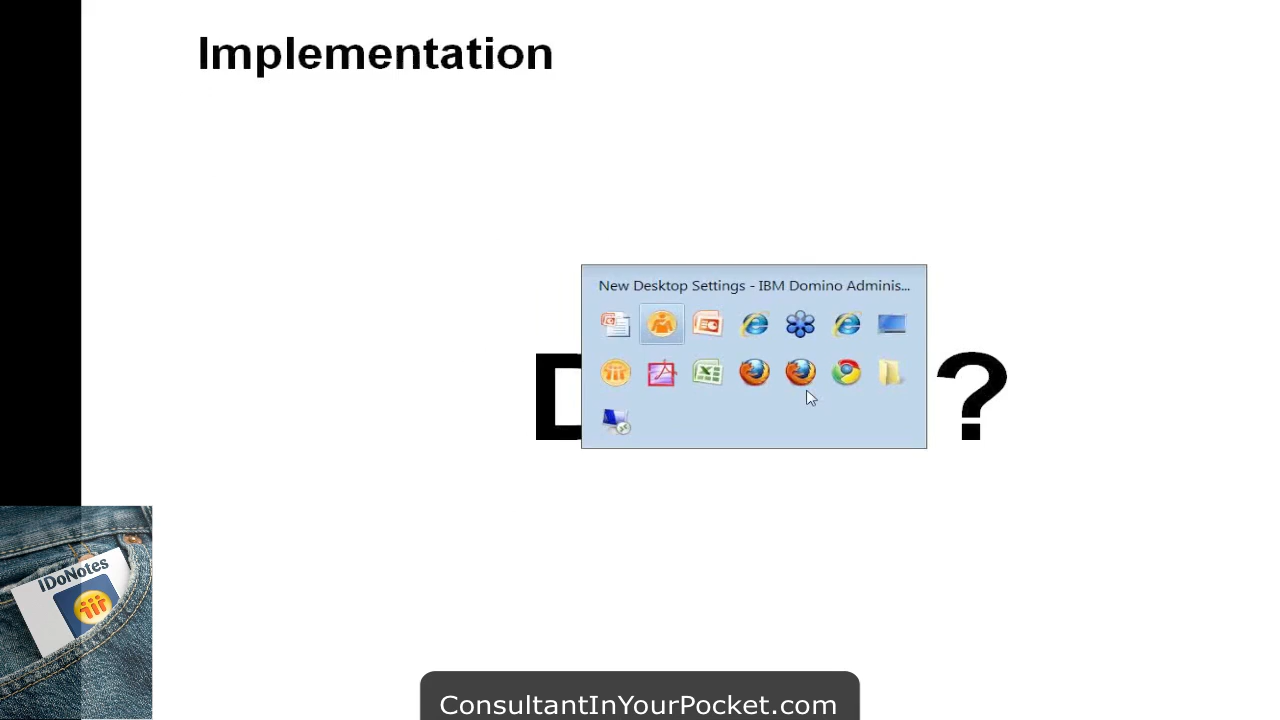 Implementation
New Desktop Settings - IBM Domino Adminis...
D
?
IDoNotes
ConsultantInYourPocket.com